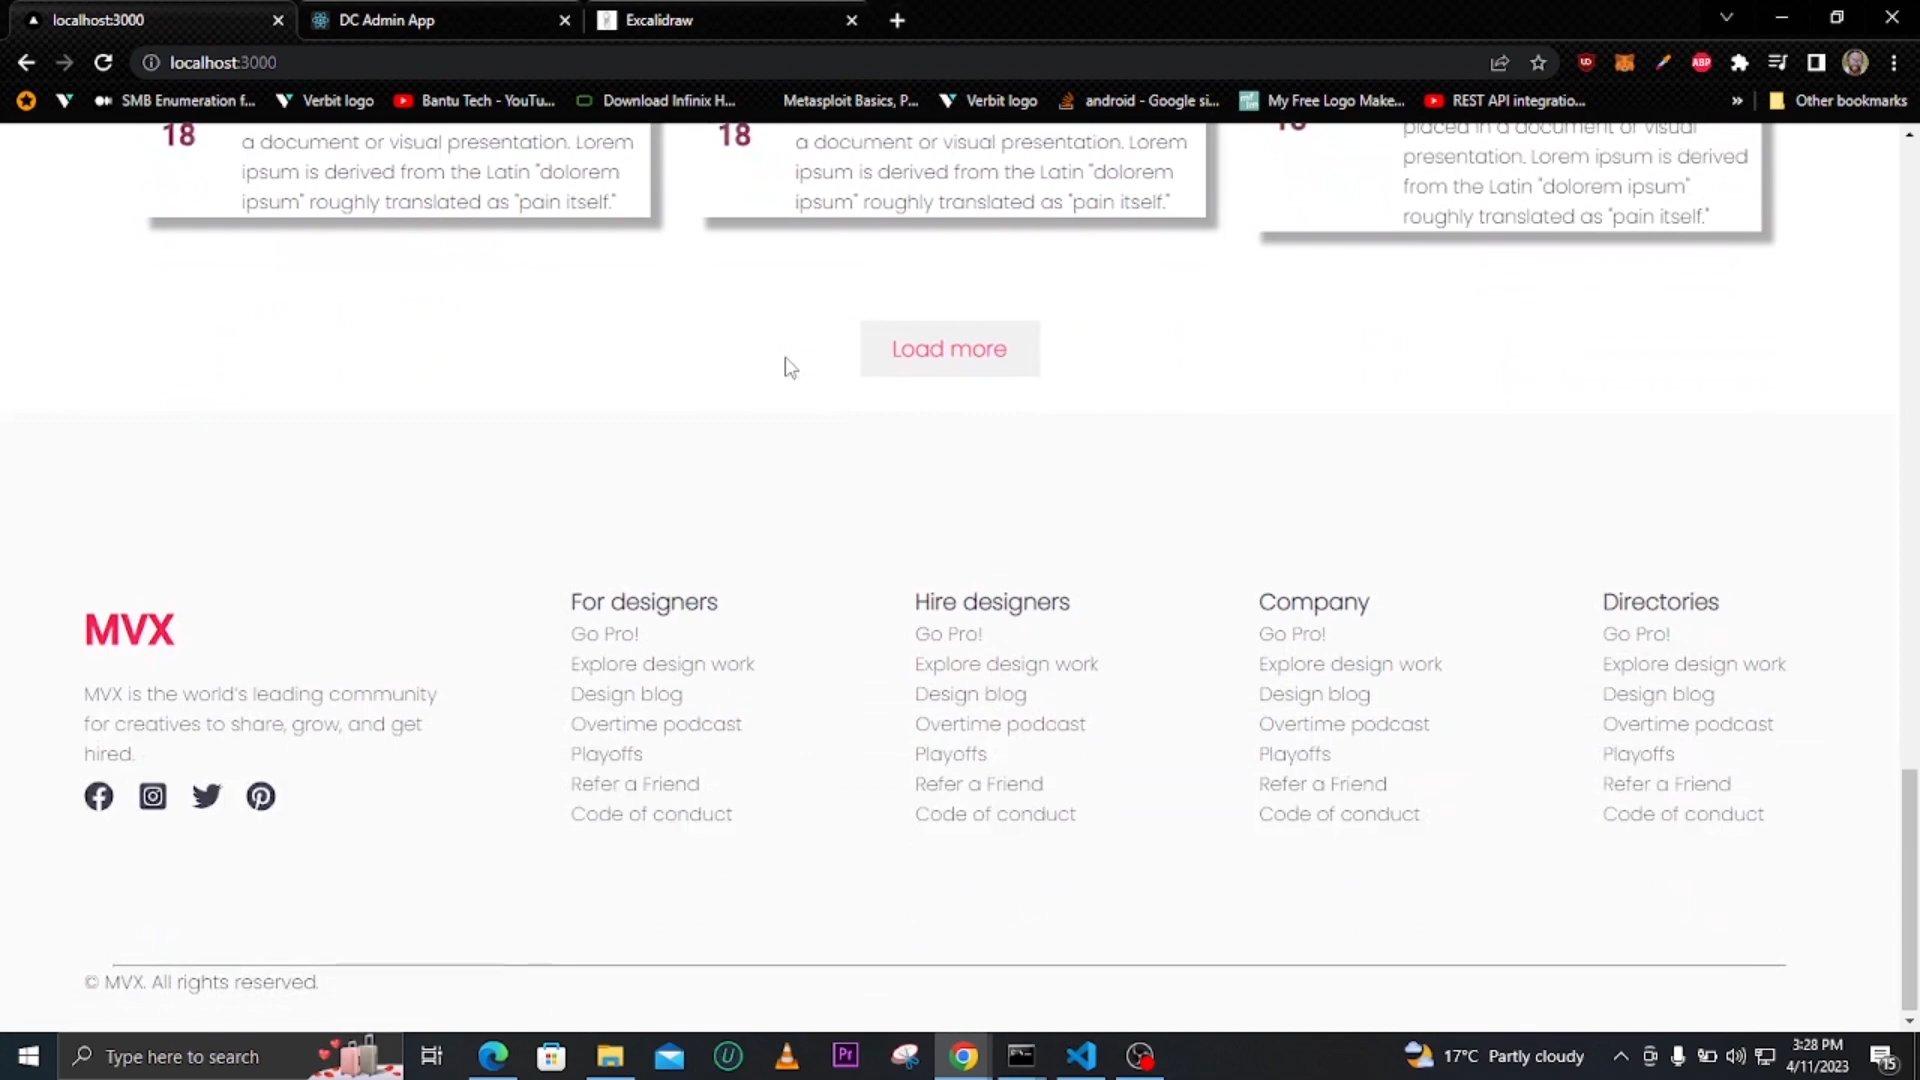 localhost:3000
DC Admin App
Excalidraw
localhost:3000
SMB Enumeration f...
Verbit logo
Bantu Tech - YouTu...
Download Infinix H...
Metasploit Basics, P...
Verbit logo
android - Google si...
My Free Logo Make...
REST API integratio...
Other bookmarks
18
a document or visual presentation. Lorem
ipsum is derived from the Latin "dolorem
ipsum" roughly translated as "pain itself."
18
a document or visual presentation. Lorem
ipsum is derived from the Latin "dolorem
ipsum" roughly translated as "pain itself."
18
placed in a document or visual
presentation. Lorem ipsum is derived
from the Latin "dolorem ipsum"
roughly translated as "pain itself."
Load more
MVX
MVX is the world's leading community
for creatives to share, grow, and get
hired.
For designers
Go Pro!
Explore design work
Design blog
Overtime podcast
Playoffs
Refer a Friend
Code of conduct
Hire designers
Go Pro!
Explore design work
Design blog
Overtime podcast
Playoffs
Refer a Friend
Code of conduct
Company
Go Pro!
Explore design work
Design blog
Overtime podcast
Playoffs
Refer a Friend
Code of conduct
Directories
Go Pro!
Explore design work
Design blog
Overtime podcast
Playoffs
Refer a Friend
Code of conduct
© MVX. All rights reserved.
Type here to search
Pr
17°C Partly cloudy
3:28 PM
4/11/2023
15